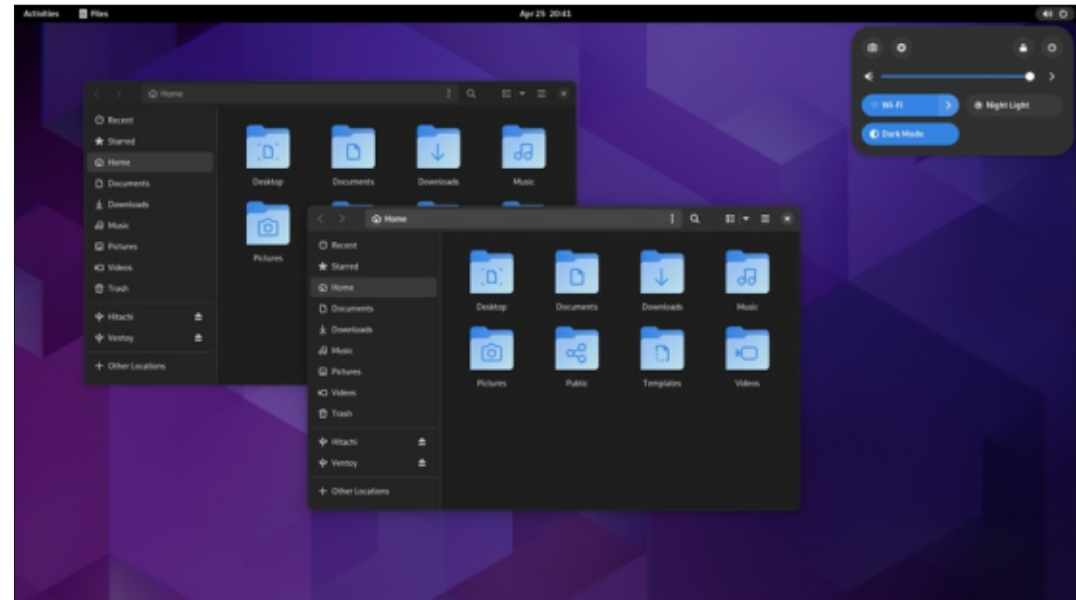 Activities Files Apr 25 20:41
Wi-Fi Night Light
Dark Mode
Home
Recent
Starred
Home
Documents
Downloads
Music
Pictures
Videos
Trash
Hitachi
Ventoy
Other Locations
Desktop Documents Downloads Music
Pictures
Home
Recent
Starred
Home
Documents
Downloads
Music
Pictures
Videos
Trash
Hitachi
Ventoy
Other Locations
Desktop Documents Downloads Music
Pictures Public Templates Videos